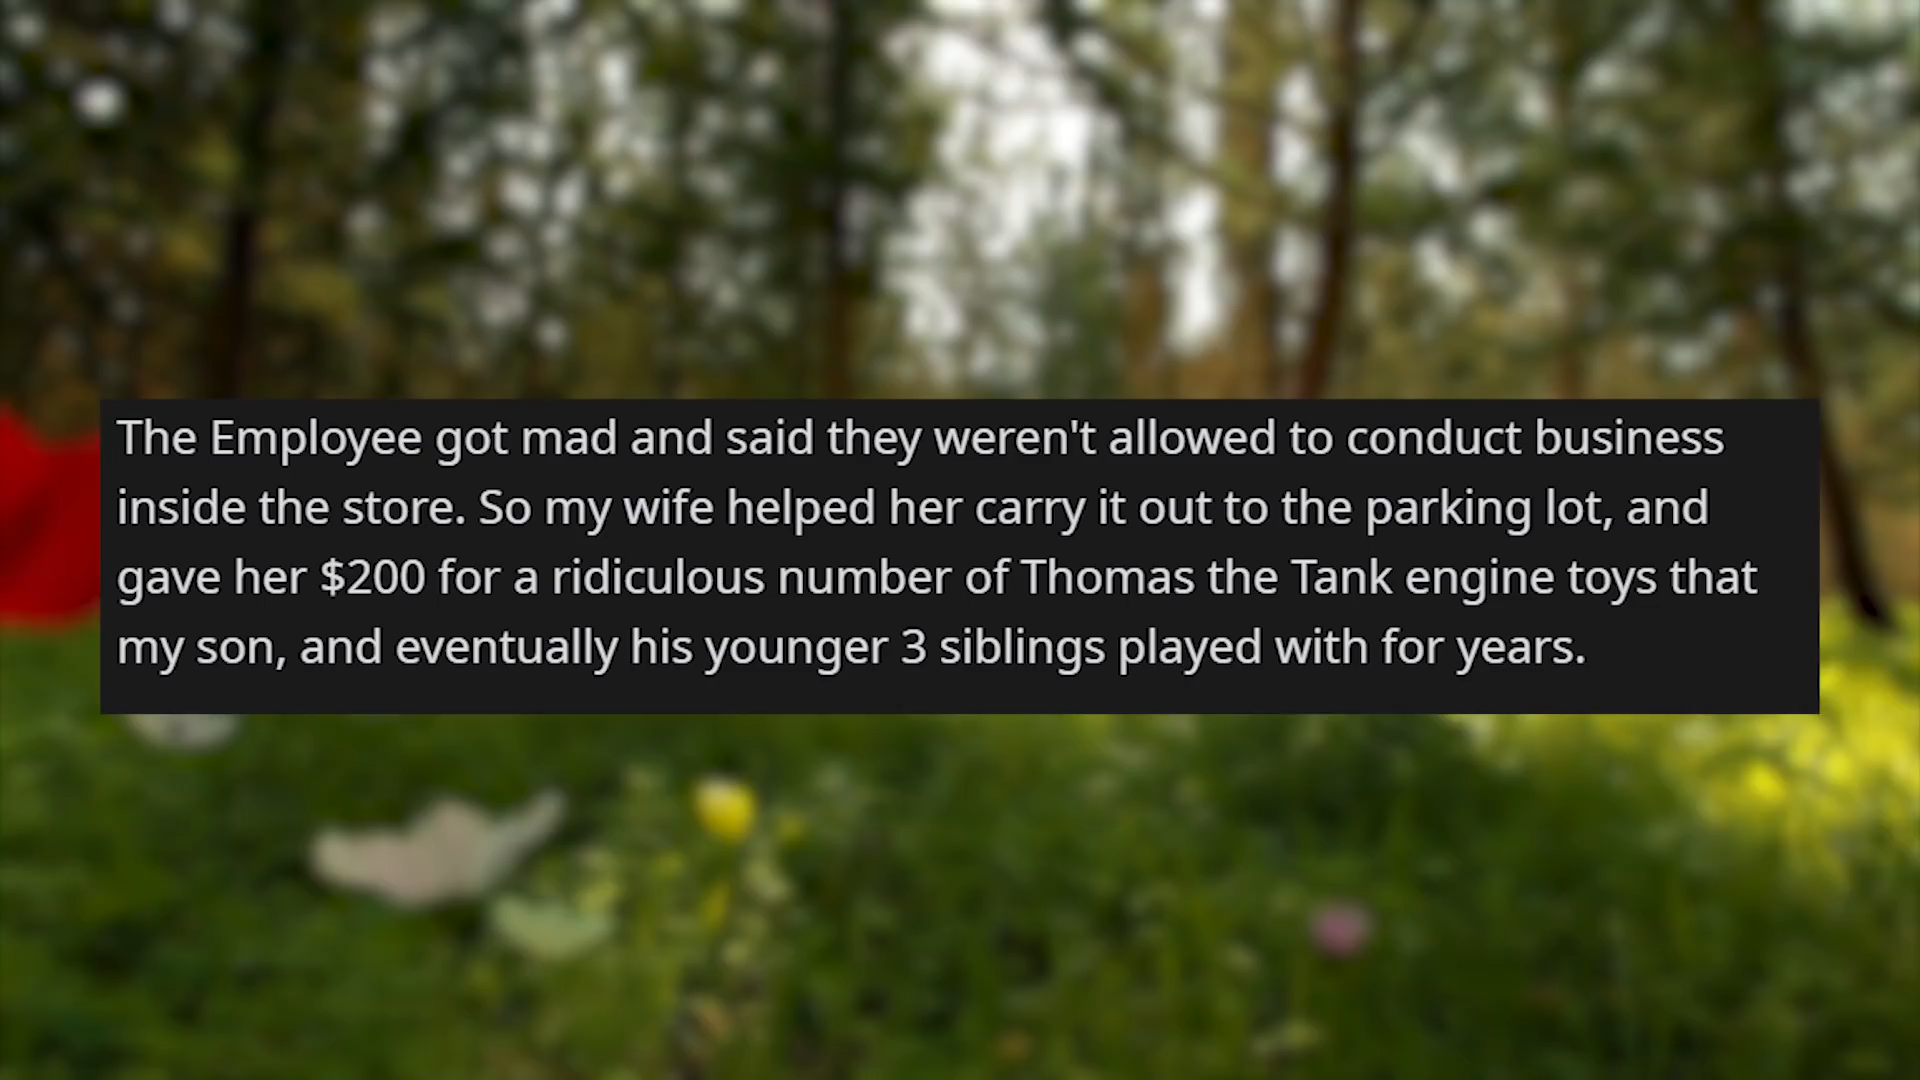 The Employee got mad and said they weren't allowed to conduct business
inside the store. So my wife helped her carry it out to the parking lot, and
gave her $200 for a ridiculous number of Thomas the Tank engine toys that
my son, and eventually his younger 3 siblings played with for years.